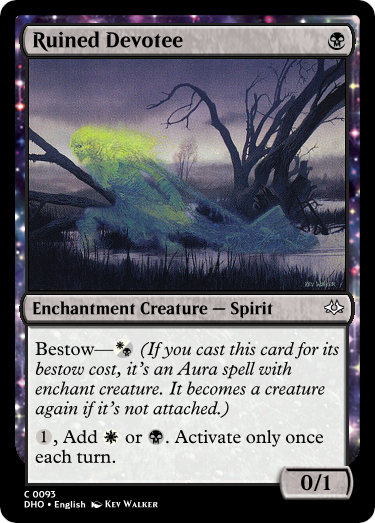 Ruined Devotee
KEV WALKER
Enchantment Creature — Spirit
Bestow— (If you cast this card for its
bestow cost, it's an Aura spell with
enchant creature. It becomes a creature
again if it's not attached.)
1, Add or . Activate only once
each turn.
0/1
C 0093
DHO • English Kev Walker